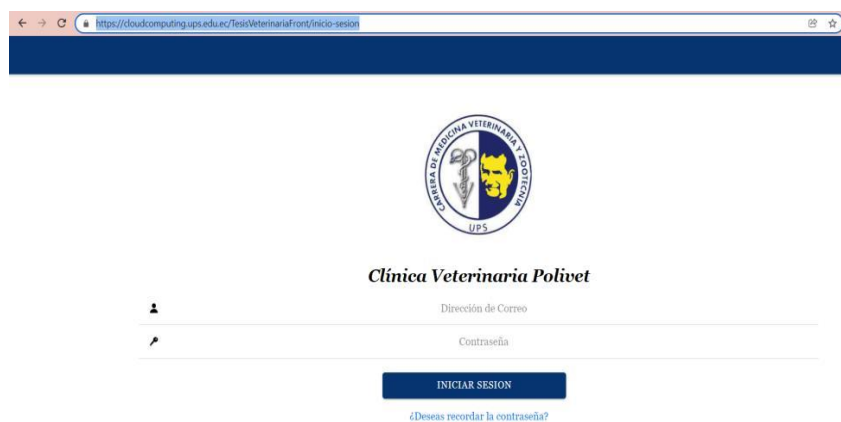 https://cloudcomputing.ups.edu.ec/TesisVeterinariaFront/inicio-sesion
CARRERA DE MEDICINA VETERINARIA Y ZOOTECNIA
UPS
Clínica Veterinaria Polivet
Dirección de Correo
Contraseña
INICIAR SESION
¿Deseas recordar la contraseña?